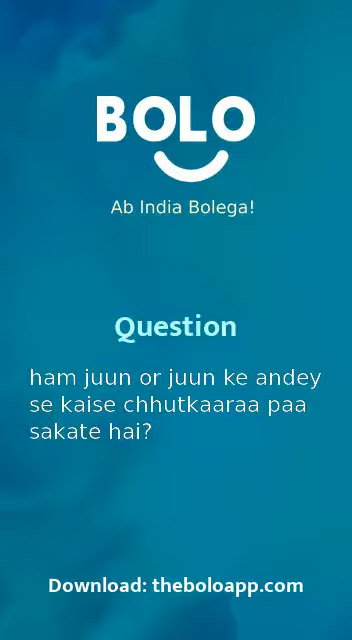 BOLO
Ab India Bolega!
Question
ham juun or juun ke andey
se kaise chhutkaaraa paa
sakate hai?
Download: theboloapp.com